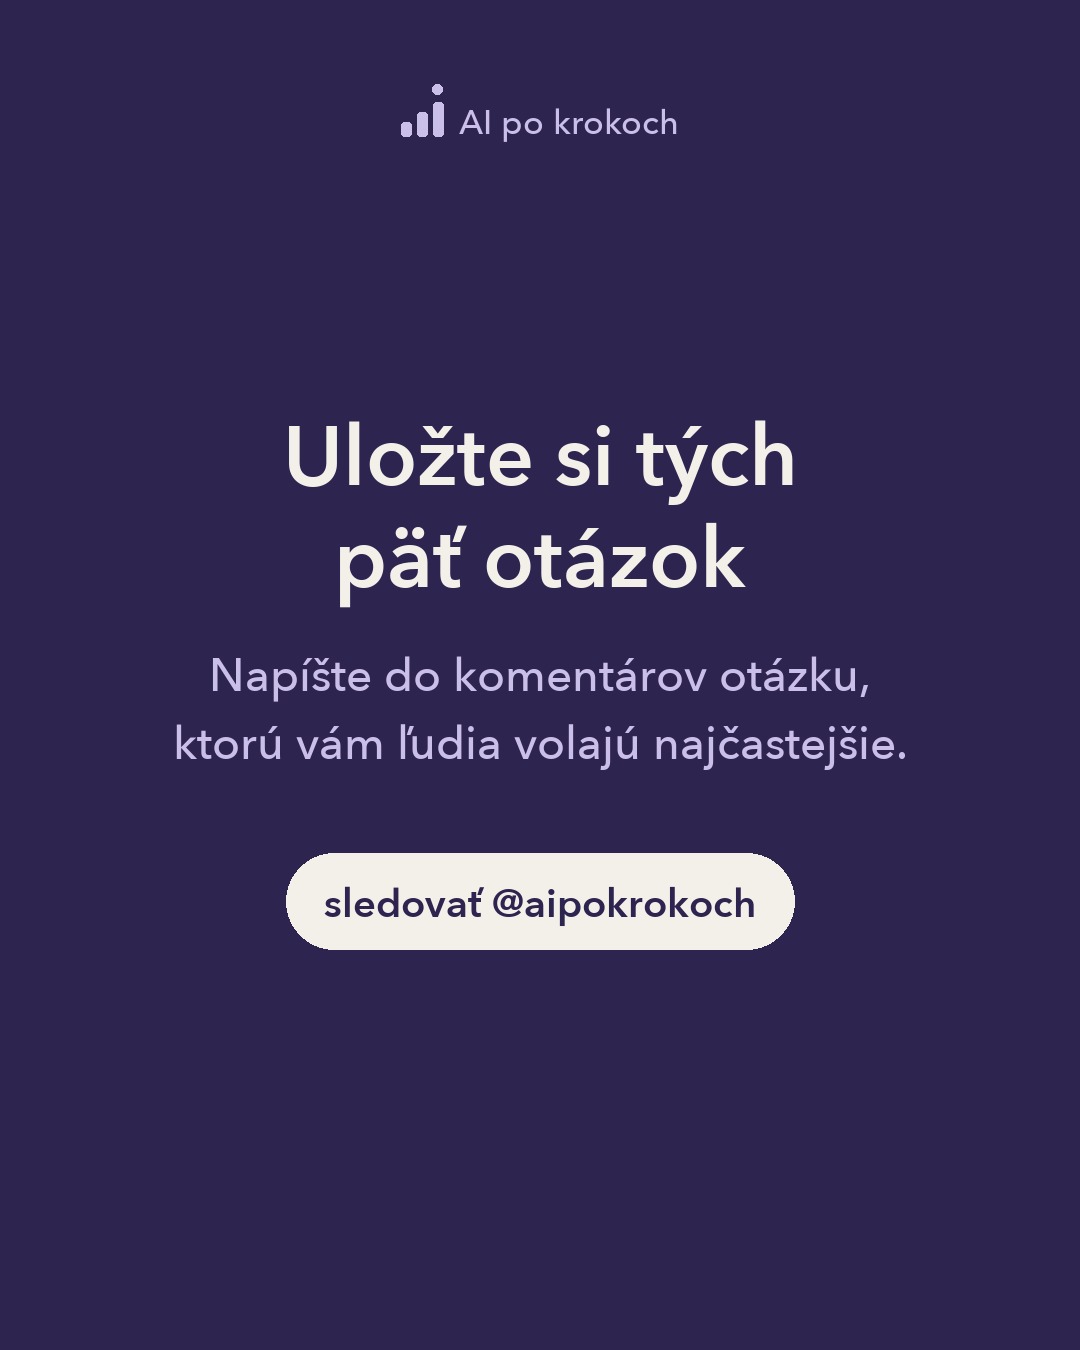 AI po krokoch
Uložte si tých
päť otázok
Napíšte do komentárov otázku,
ktorú vám ľudia volajú najčastejšie.
sledovať @aipokrokoch